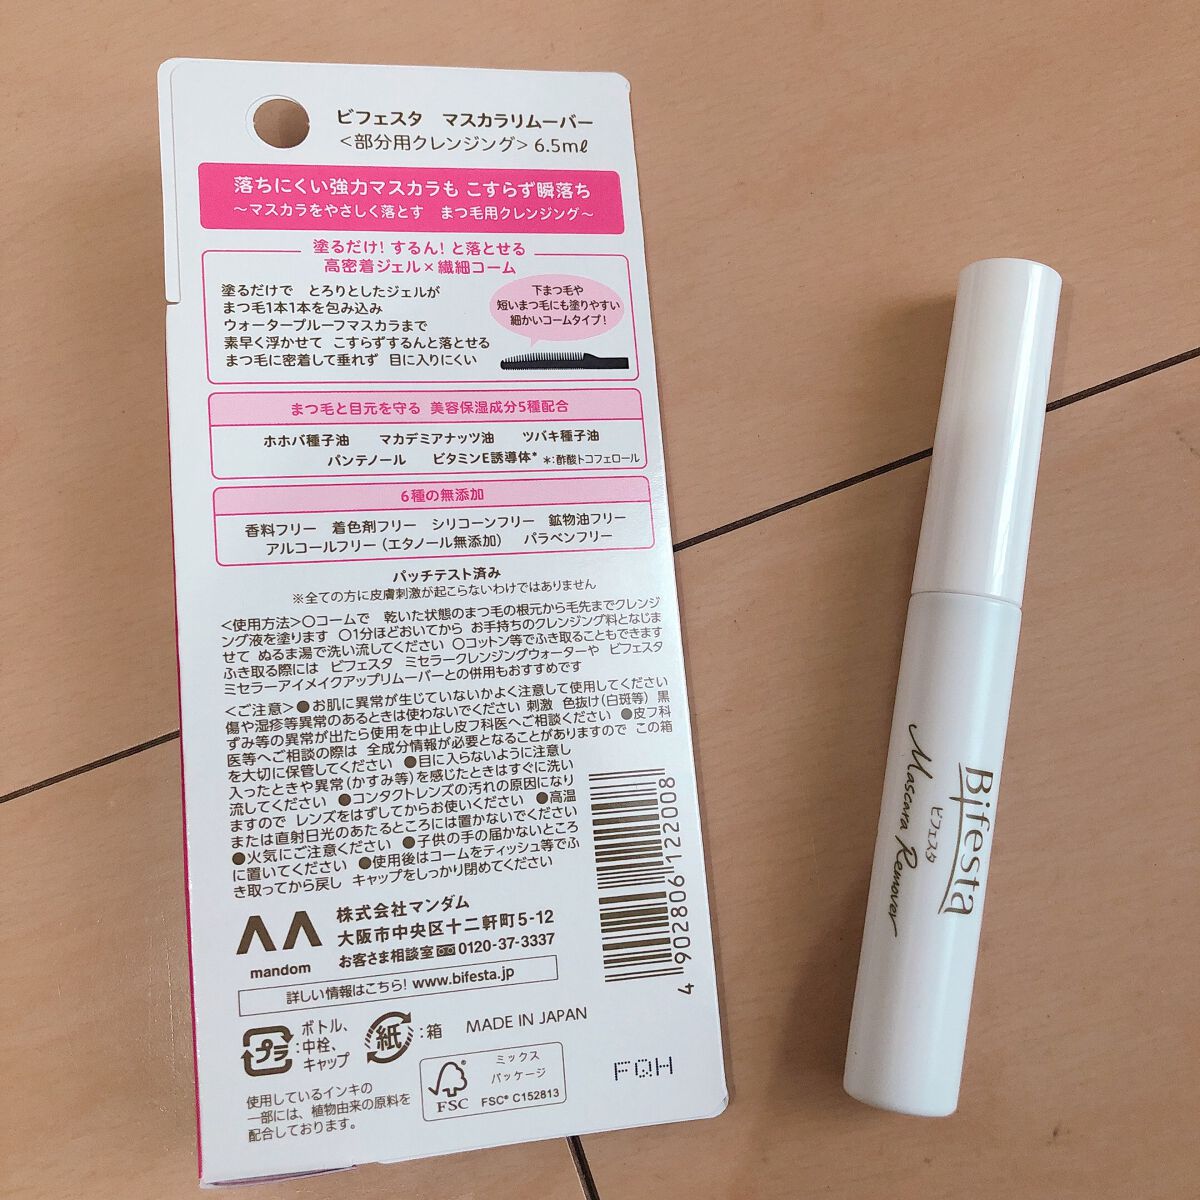 ビフェスタ マスカラリムーバー
<部分用クレンジング> 6.5mℓ
落ちにくい強力マスカラも こすらず瞬落ち
～マスカラをやさしく落とす まつ毛用クレンジング～
塗るだけ! するん! と落とせる
高密着ジェル×繊細コーム
塗るだけで とろりとしたジェルが
まつ毛1本1本を包み込み
ウォータープルーフマスカラまで
素早く浮かせて こすらずするんと落とせる
まつ毛に密着して垂れず 目に入りにくい
下まつ毛や
短いまつ毛にも塗りやすい
細かいコームタイプ!
まつ毛と目元を守る 美容保湿成分5種配合
ホホバ種子油 マカデミアナッツ油 ツバキ種子油
パンテノール ビタミンE誘導体* *:酢酸トコフェロール
6種の無添加
香料フリー 着色剤フリー シリコーンフリー 鉱物油フリー
アルコールフリー(エタノール無添加) パラベンフリー
パッチテスト済み
※全ての方に皮膚刺激が起こらないわけではありません
<使用方法>○コームで 乾いた状態のまつ毛の根元から毛先までクレンジ
ング液を塗ります ○1分ほどおいてから お手持ちのクレンジング料となじま
せて ぬるま湯で洗い流してください ○コットン等でふき取ることもできます
ふき取る際には ビフェスタ ミセラークレンジングウォーターや ビフェスタ
ミセラーアイメイクアップリムーバーとの併用もおすすめです
<ご注意>●お肌に異常が生じていないかよく注意して使用してください
傷や湿疹等異常のあるときは使わないでください 刺激 色抜け(白斑等) 黒
ずみ等の異常が出たら使用を中止し皮フ科医へご相談ください ●皮フ科
医等へご相談の際は 全成分情報が必要となることがありますので この箱
を大切に保管してください ●目に入らないように注意し
入ったときや異常(かすみ等)を感じたときはすぐに洗い
流してください ●コンタクトレンズの汚れの原因になり
ますので レンズをはずしてからお使いください ●高温
または直射日光のあたるところには置かないでください
●火気にご注意ください ●子供の手の届かないところ
に置いてください ●使用後はコームをティッシュ等でふ
き取ってから戻し キャップをしっかり閉めてください
4902806122008
mandom
株式会社マンダム
大阪市中央区十二軒町5-12
お客さま相談室 0120-37-3337
詳しい情報はこちら! www.bifesta.jp
プラ
ボトル、
:中栓、
キャップ
紙 :箱
MADE IN JAPAN
使用しているインキの
一部には、植物由来の原料を
配合しております。
FSC
ミックス
パッケージ
FSC® C152813
FQH
Bifesta
ビフェスタ
Mascara Remover